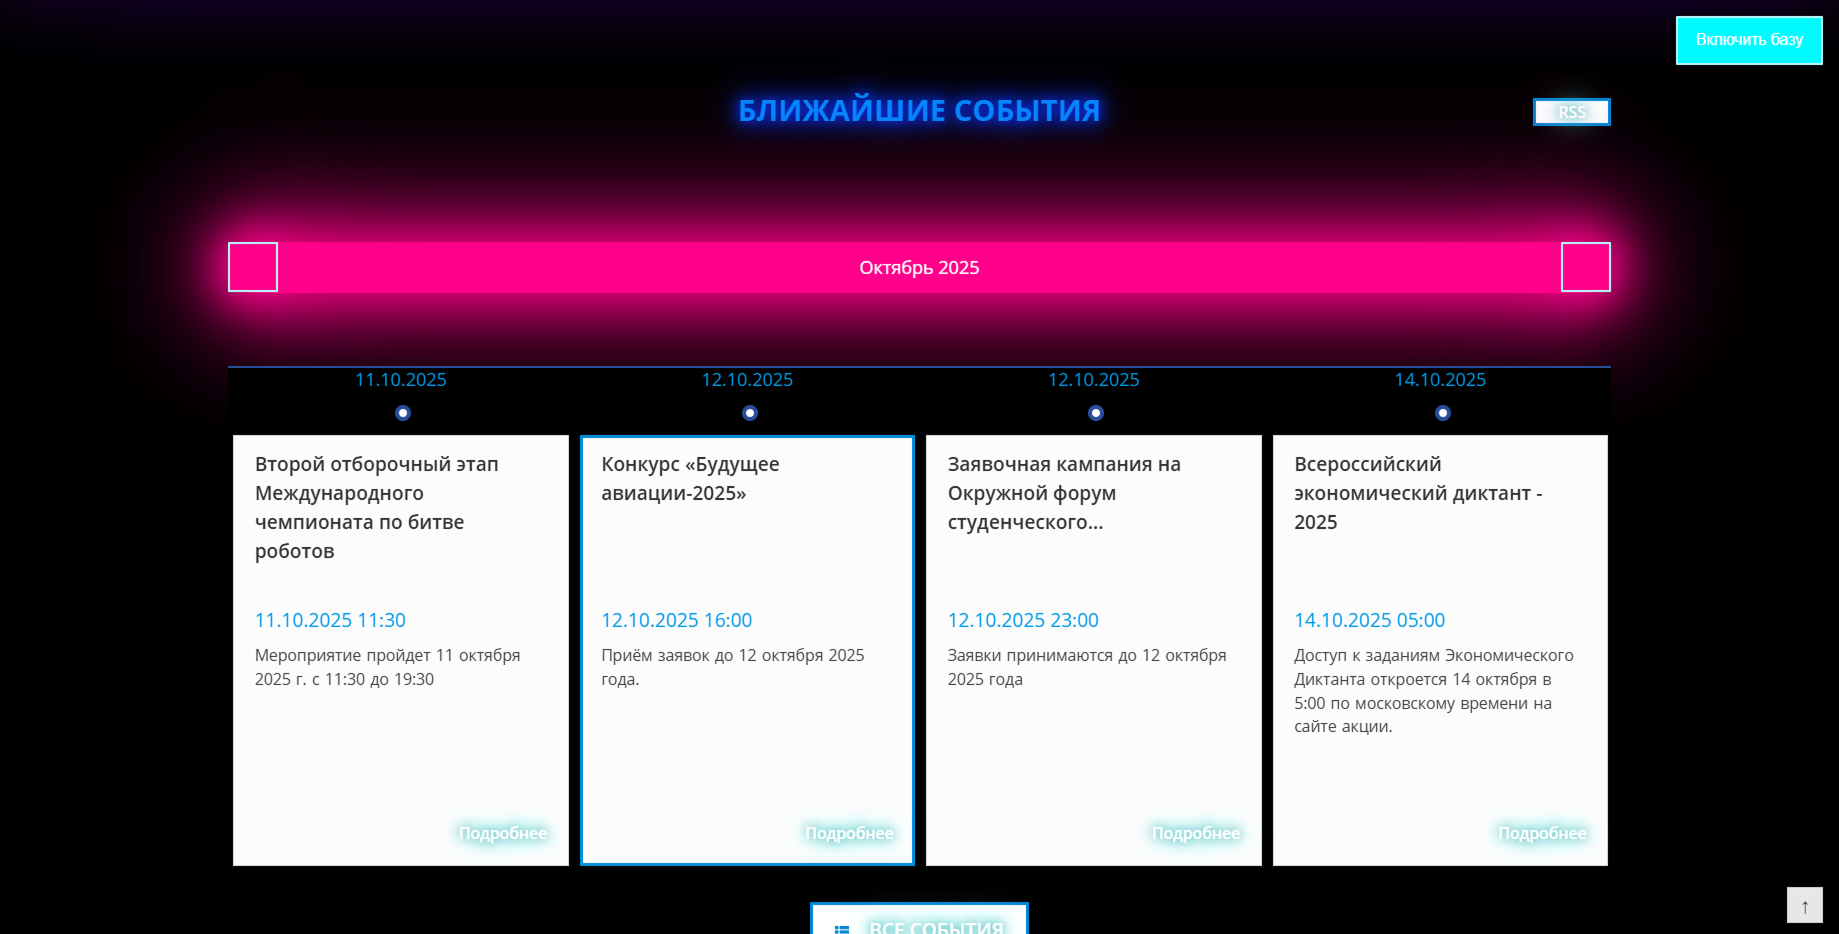 Включить базу
БЛИЖАЙШИЕ СОБЫТИЯ
RSS
Октябрь 2025
11.10.2025
12.10.2025
12.10.2025
14.10.2025
Второй отборочный этап
Международного
чемпионата по битве
роботов
11.10.2025 11:30
Мероприятие пройдет 11 октября
2025 г. с 11:30 до 19:30
Подробнее
Конкурс «Будущее
авиации-2025»
12.10.2025 16:00
Приём заявок до 12 октября 2025
года.
Подробнее
Заявочная кампания на
Окружной форум
студенческого...
12.10.2025 23:00
Заявки принимаются до 12 октября
2025 года
Подробнее
Всероссийский
экономический диктант -
2025
14.10.2025 05:00
Доступ к заданиям Экономического
Диктанта откроется 14 октября в
5:00 по московскому времени на
сайте акции.
Подробнее
ВСЕ СОБЫТИЯ
↑